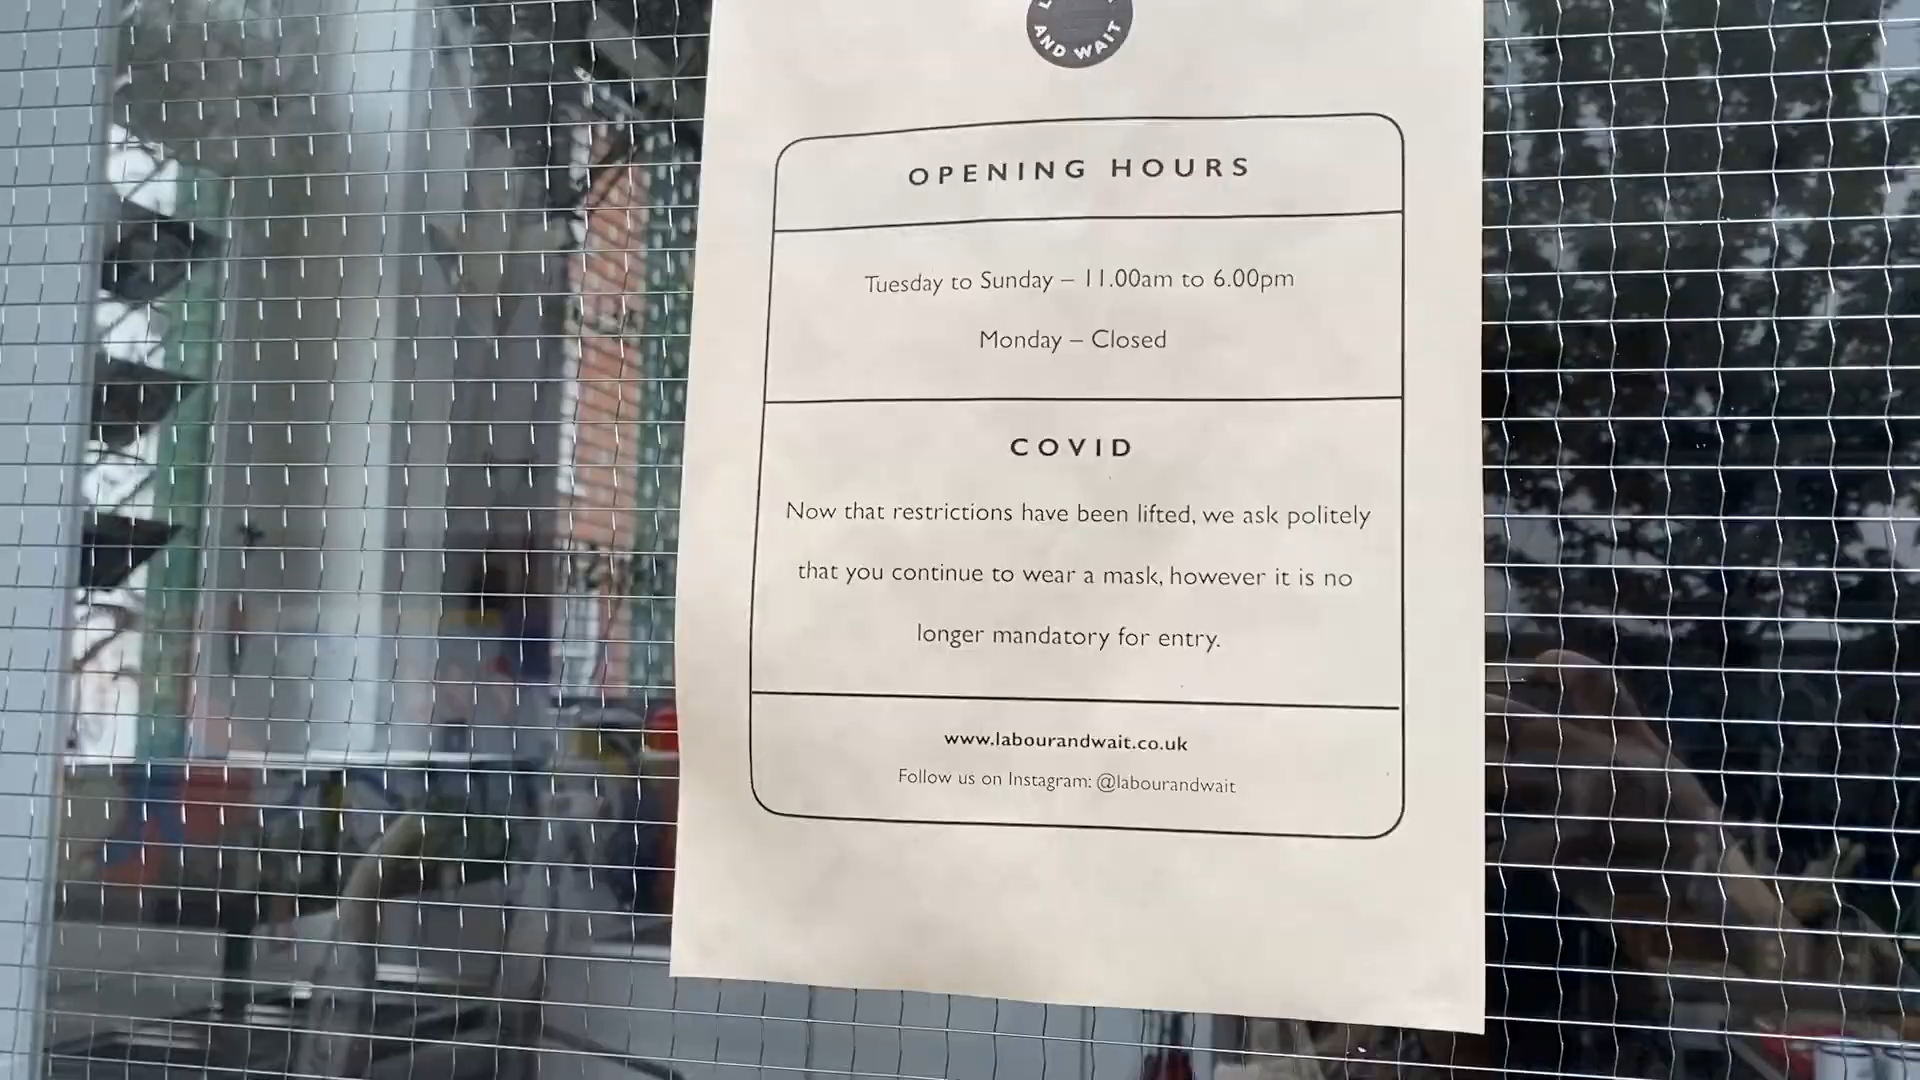 AND WAIT
OPENING HOURS
Tuesday to Sunday – 11.00am to 6.00pm
Monday – Closed
COVID
Now that restrictions have been lifted, we ask politely
that you continue to wear a mask, however it is no
longer mandatory for entry.
www.labourandwait.co.uk
Follow us on Instagram: @labourandwait